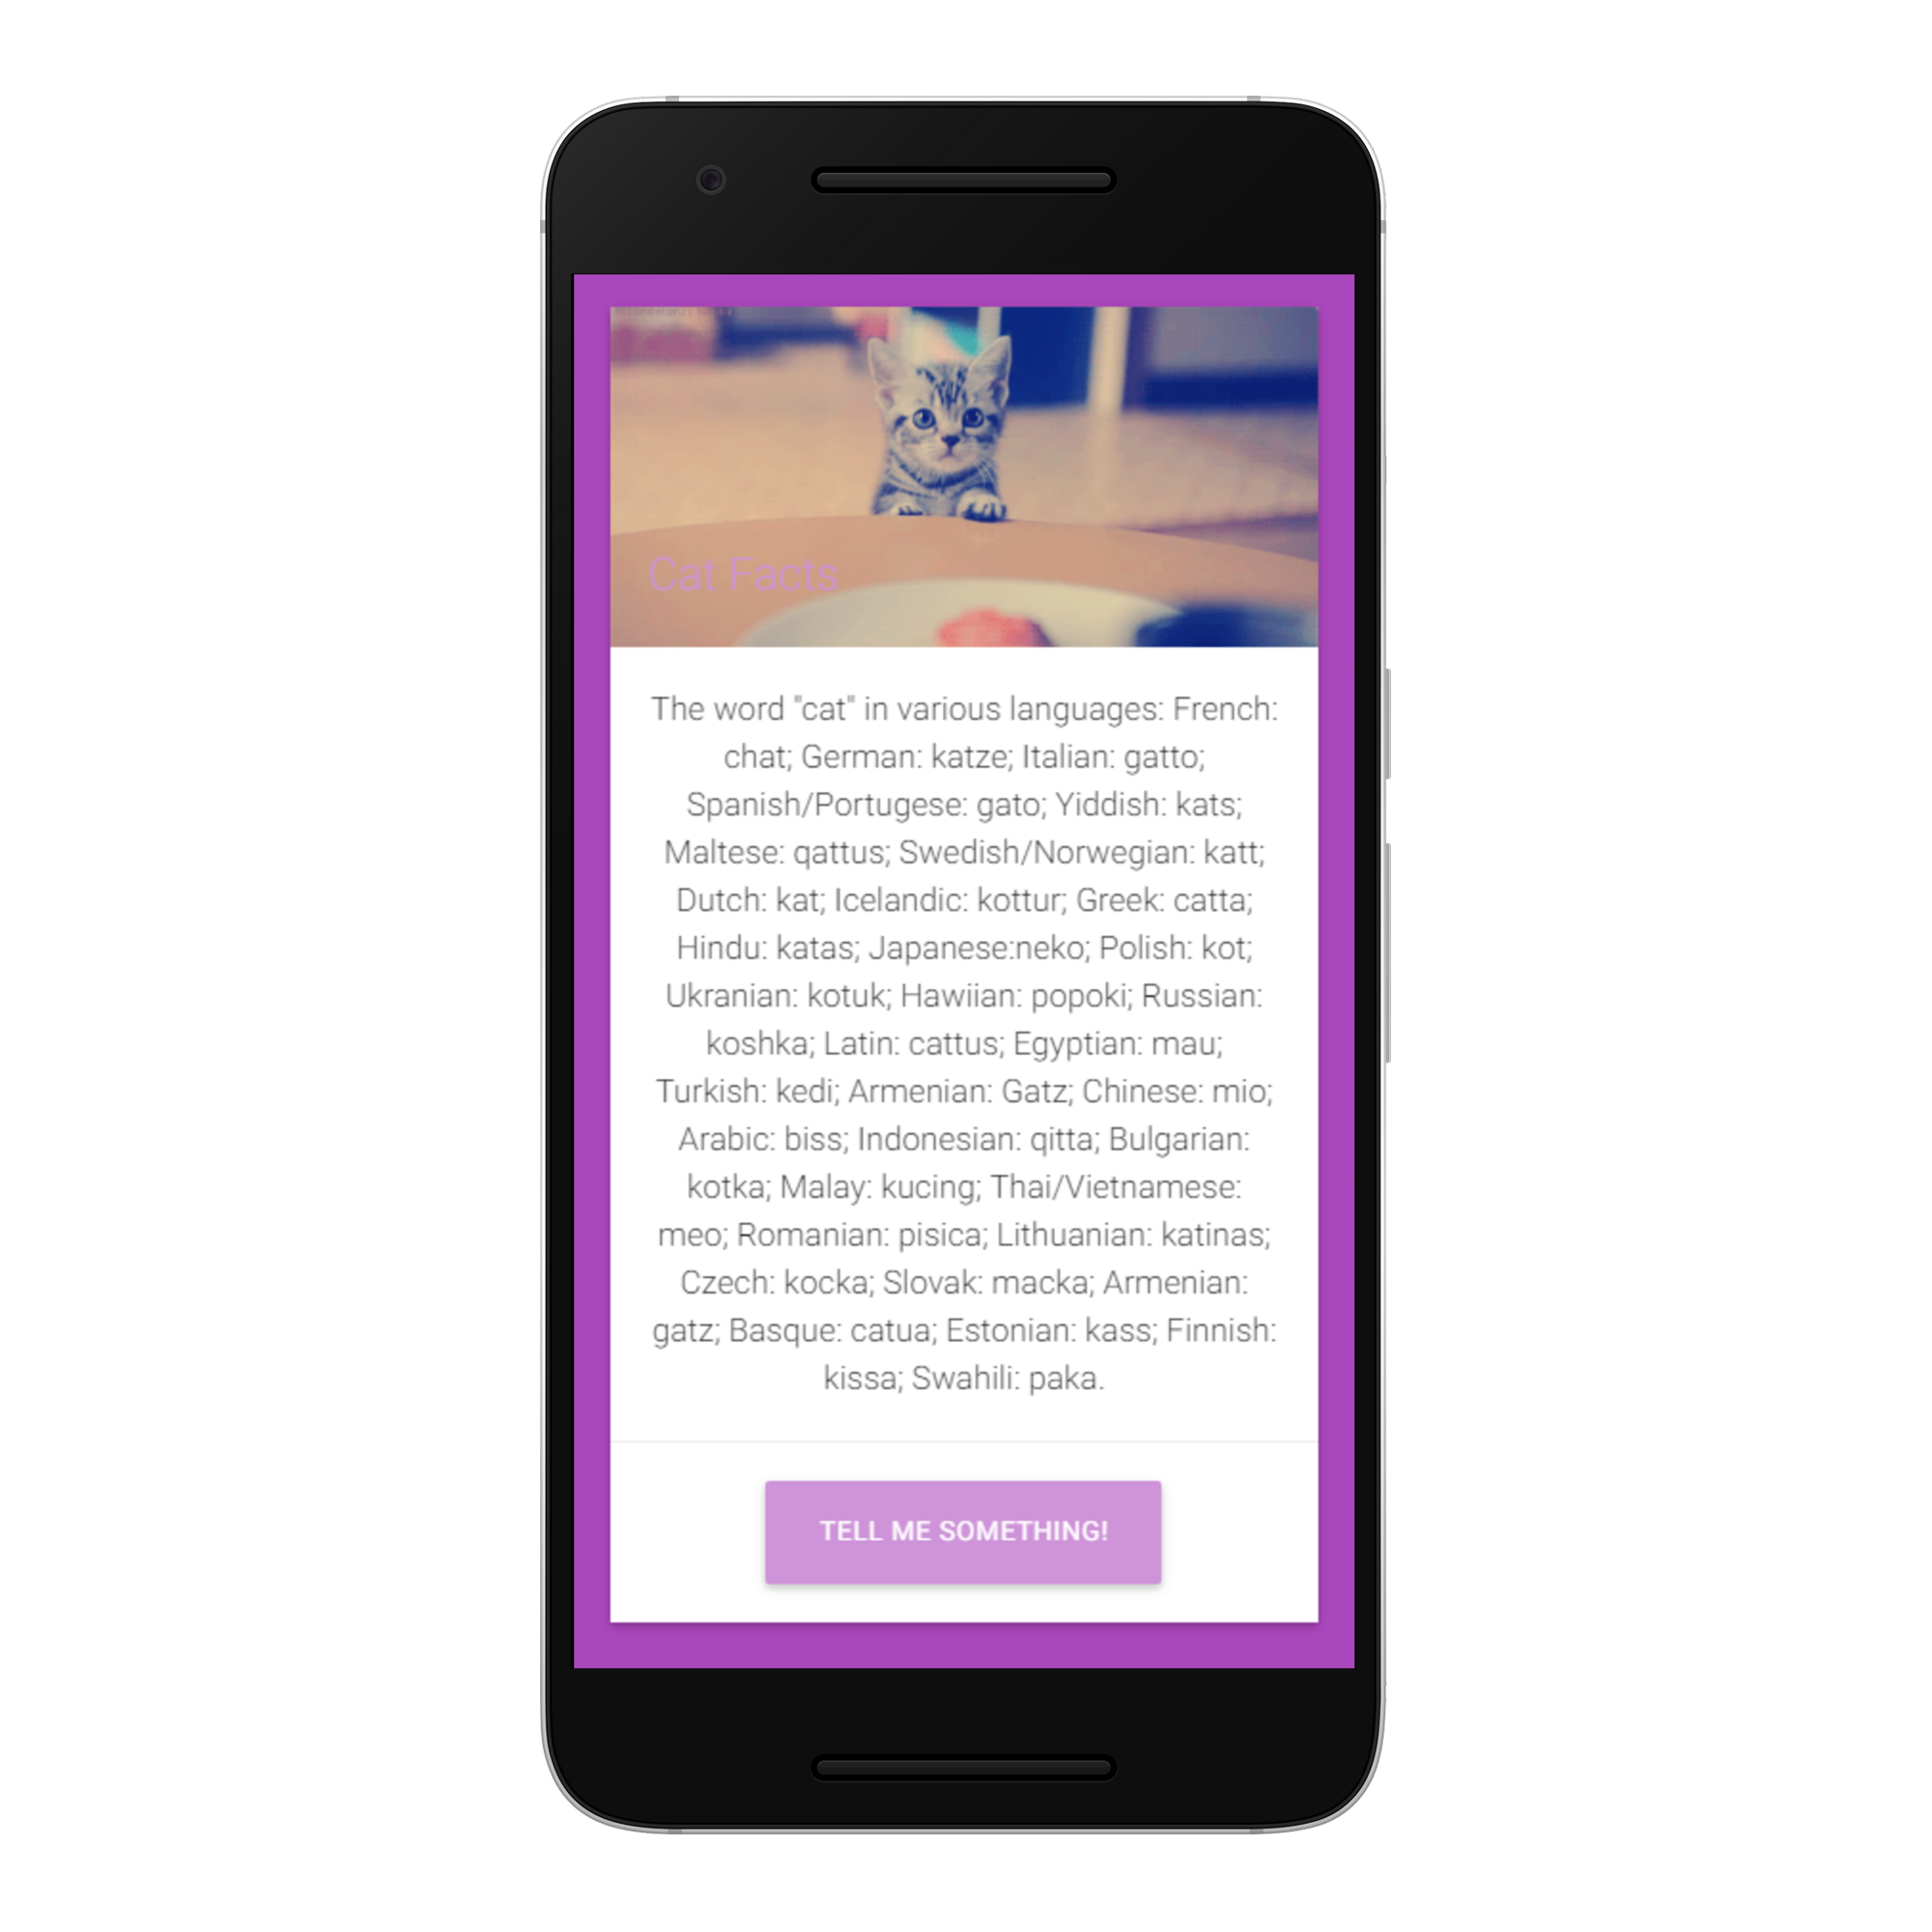 Cat Facts
The word "cat" in various languages: French:
chat; German: katze; Italian: gatto;
Spanish/Portugese: gato; Yiddish: kats;
Maltese: qattus; Swedish/Norwegian: katt;
Dutch: kat; Icelandic: kottur; Greek: catta;
Hindu: katas; Japanese:neko; Polish: kot;
Ukranian: kotuk; Hawiian: popoki; Russian:
koshka; Latin: cattus; Egyptian: mau;
Turkish: kedi; Armenian: Gatz; Chinese: mio;
Arabic: biss; Indonesian: qitta; Bulgarian:
kotka; Malay: kucing; Thai/Vietnamese:
meo; Romanian: pisica; Lithuanian: katinas;
Czech: kocka; Slovak: macka; Armenian:
gatz; Basque: catua; Estonian: kass; Finnish:
kissa; Swahili: paka.
TELL ME SOMETHING!